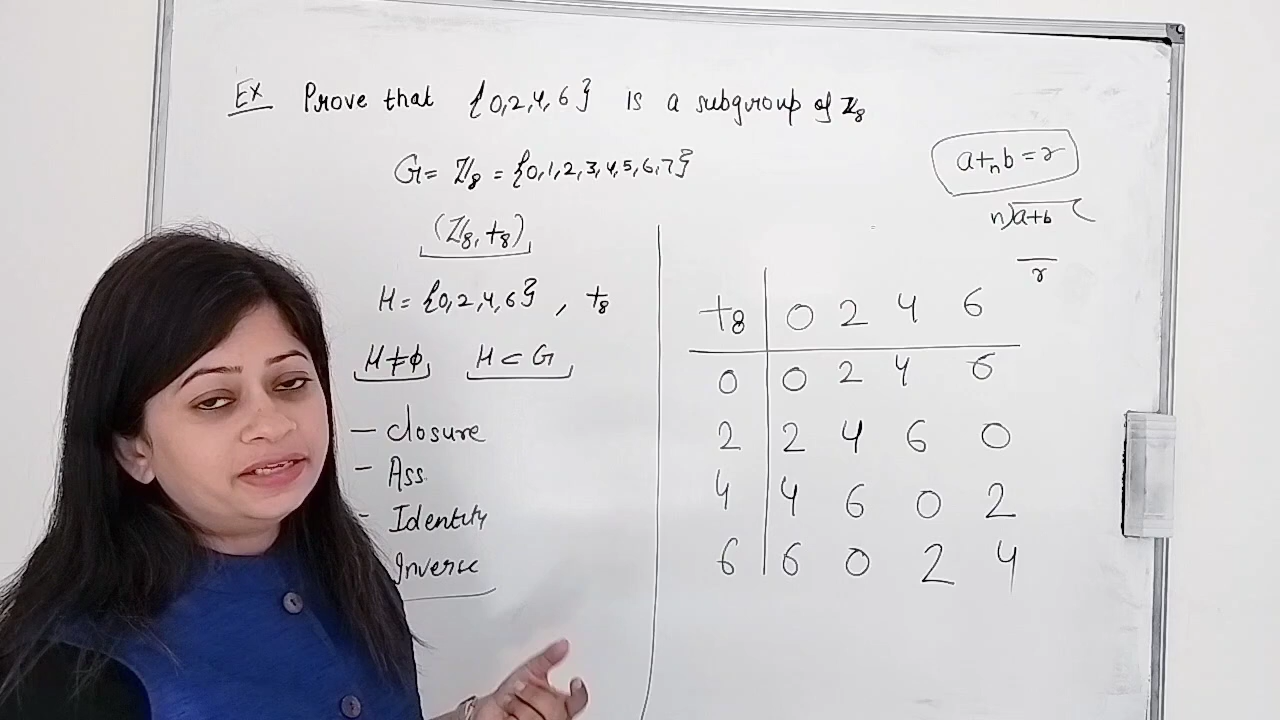 Ex Prove that {0,2,4,6} is a subgroup of ℤ₈
G = ℤ₈ = {0,1,2,3,4,5,6,7}
(ℤ₈, +₈)
H = {0,2,4,6} , +₈
H ≠ ϕ H ⊂ G
– closure
– Ass.
– Identity
Inverse
a +ₙ b = r
n) a+b (
r
+₈ 0 2 4 6
0 0 2 4 6
2 2 4 6 0
4 4 6 0 2
6 6 0 2 4